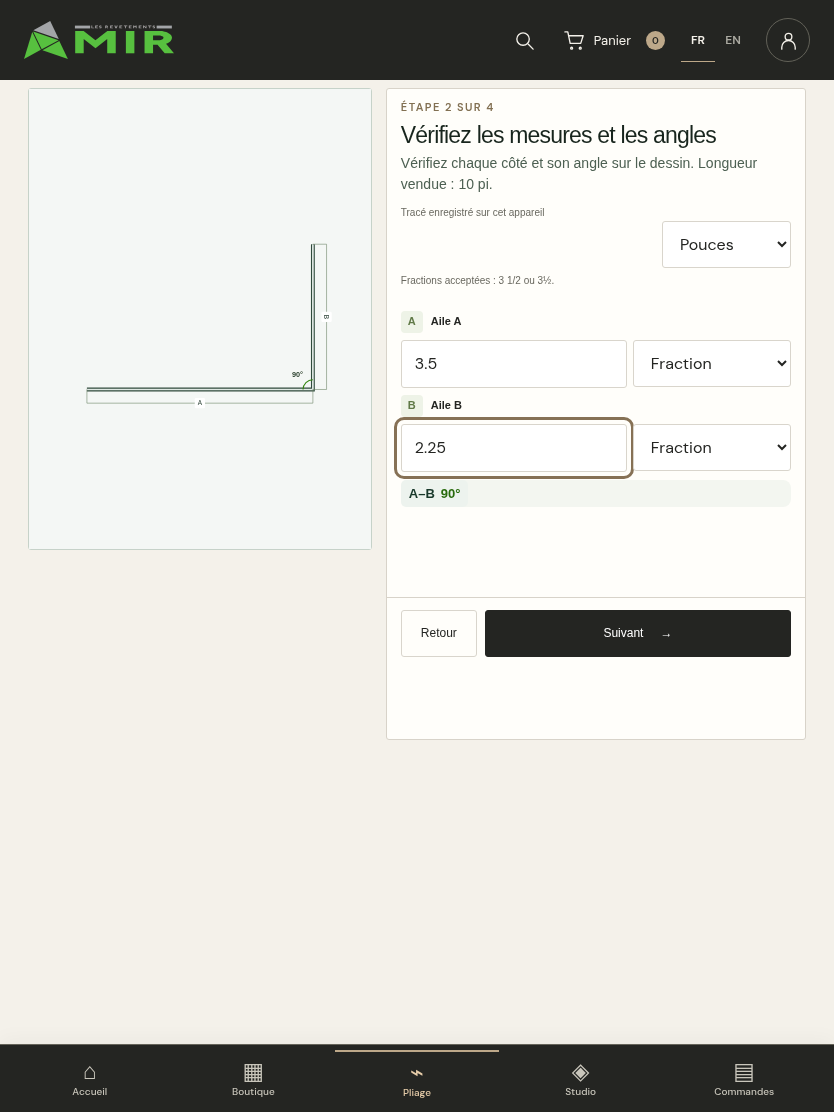 LES REVÊTEMENTS
MIR
Panier 0 FR EN
ÉTAPE 2 SUR 4
Vérifiez les mesures et les angles
Vérifiez chaque côté et son angle sur le dessin. Longueur
vendue : 10 pi.
Tracé enregistré sur cet appareil
Pouces
Fractions acceptées : 3 1/2 ou 3½.
A Aile A
3.5 Fraction
B Aile B
2.25 Fraction
A–B 90°
Retour Suivant →
B
90°
A
Accueil Boutique Pliage Studio Commandes